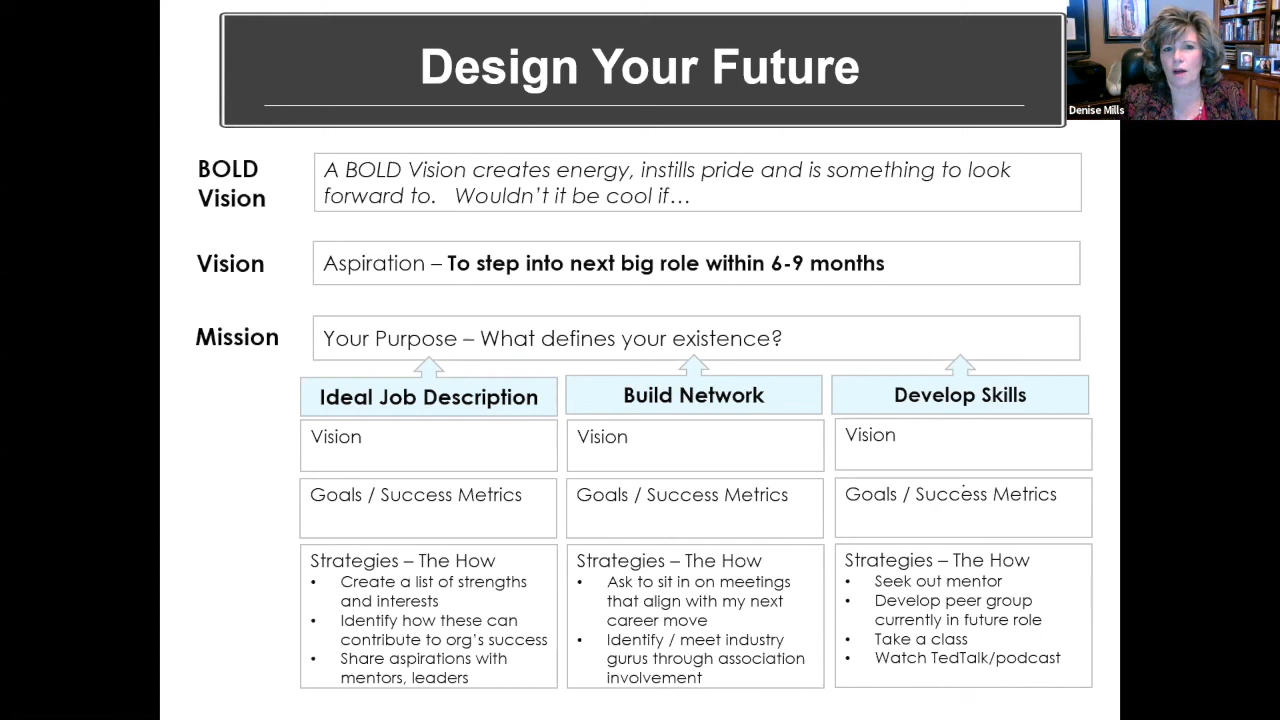 Design Your Future
Denise Mills
BOLD
Vision
A BOLD Vision creates energy, instills pride and is something to look
forward to. Wouldn't it be cool if…
Vision
Aspiration – To step into next big role within 6-9 months
Mission
Your Purpose – What defines your existence?
Ideal Job Description
Vision
Goals / Success Metrics
Strategies – The How
• Create a list of strengths
and interests
• Identify how these can
contribute to org's success
• Share aspirations with
mentors, leaders
Build Network
Vision
Goals / Success Metrics
Strategies – The How
• Ask to sit in on meetings
that align with my next
career move
• Identify / meet industry
gurus through association
involvement
Develop Skills
Vision
Goals / Success Metrics
Strategies – The How
• Seek out mentor
• Develop peer group
currently in future role
• Take a class
• Watch TedTalk/podcast